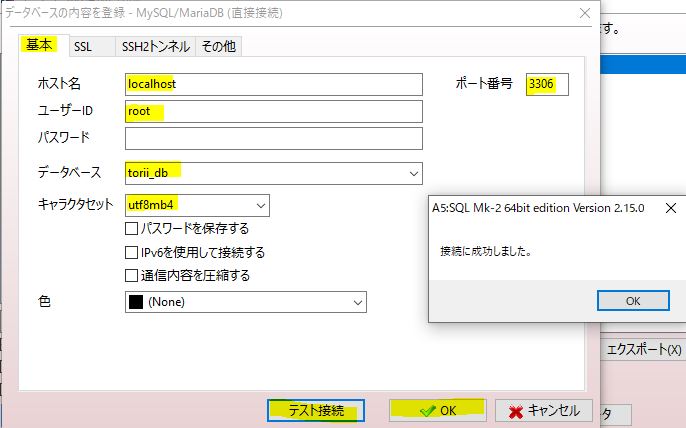 データベースの内容を登録 - MySQL/MariaDB (直接接続)
す。
基本
SSL
SSH2トンネル
その他
ホスト名
localhost
ポート番号
3306
ユーザーID
root
パスワード
データベース
torii_db
キャラクタセット
utf8mb4
パスワードを保存する
IPv6を使用して接続する
通信内容を圧縮する
色
(None)
A5:SQL Mk-2 64bit edition Version 2.15.0
接続に成功しました。
OK
エクスポート(X)
テスト接続
OK
キャンセル
タ